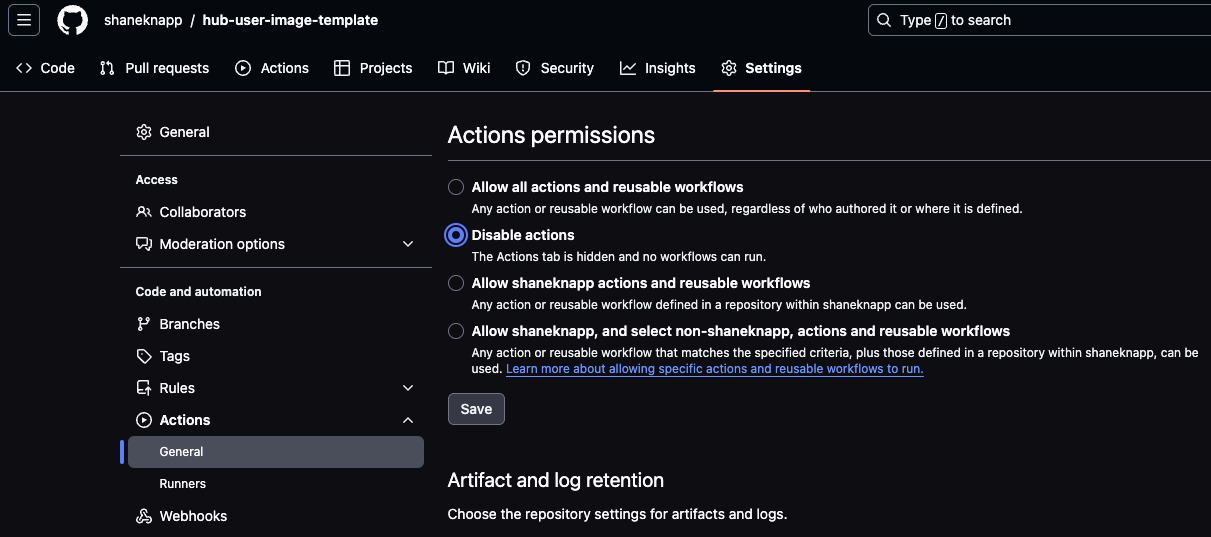 shaneknapp / hub-user-image-template
Type / to search
Code Pull requests Actions Projects Wiki Security Insights Settings
General
Access
Collaborators
Moderation options
Code and automation
Branches
Tags
Rules
Actions
General
Runners
Webhooks
Actions permissions
Allow all actions and reusable workflows
Any action or reusable workflow can be used, regardless of who authored it or where it is defined.
Disable actions
The Actions tab is hidden and no workflows can run.
Allow shaneknapp actions and reusable workflows
Any action or reusable workflow defined in a repository within shaneknapp can be used.
Allow shaneknapp, and select non-shaneknapp, actions and reusable workflows
Any action or reusable workflow that matches the specified criteria, plus those defined in a repository within shaneknapp, can be
used. Learn more about allowing specific actions and reusable workflows to run.
Save
Artifact and log retention
Choose the repository settings for artifacts and logs.